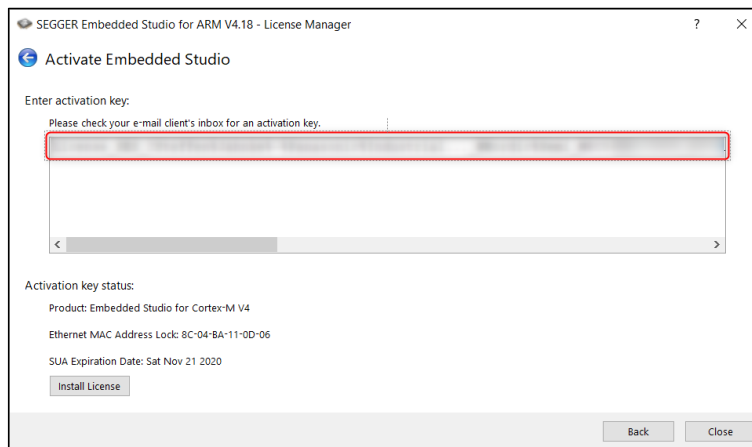 SEGGER Embedded Studio for ARM V4.18 - License Manager
Activate Embedded Studio
Enter activation key:
Please check your e-mail client's inbox for an activation key.
Activation key status:
Product: Embedded Studio for Cortex-M V4
Ethernet MAC Address Lock: 8C-04-BA-11-0D-06
SUA Expiration Date: Sat Nov 21 2020
Install License
Back Close